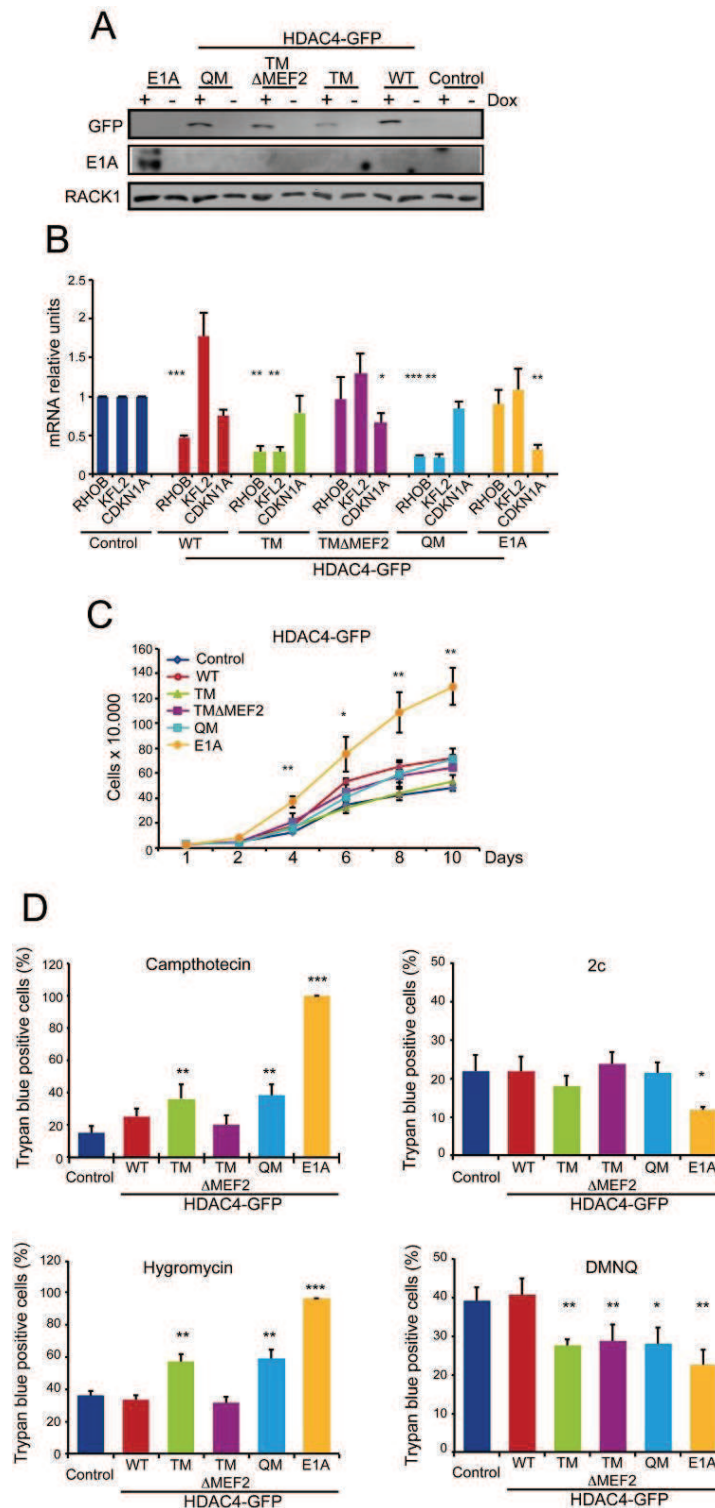 A
HDAC4-GFP
TM
E1A QM ΔMEF2 TM WT Control
+ - + - + - + - + - + - Dox
GFP
E1A
RACK1
B
mRNA relative units
2.5
2
1.5
1
0.5
0
*** ** ** * *** ** **
RHOB KFL2 CDKN1A RHOB KFL2 CDKN1A RHOB KFL2 CDKN1A RHOB KFL2 CDKN1A RHOB KFL2 CDKN1A RHOB KFL2 CDKN1A
Control WT TM TMΔMEF2 QM E1A
HDAC4-GFP
C
HDAC4-GFP
Cells x 10.000
160
140
120
100
80
60
40
20
0
Control
WT
TM
TMΔMEF2
QM
E1A
** * ** **
1 2 4 6 8 10 Days
D
Campthotecin
Trypan blue positive cells (%)
120
100
80
60
40
20
0
** ** ***
Control WT TM TM QM E1A
ΔMEF2
HDAC4-GFP
2c
Trypan blue positive cells (%)
50
40
30
20
10
0
*
Control WT TM TM QM E1A
ΔMEF2
HDAC4-GFP
Hygromycin
Trypan blue positive cells (%)
120
100
80
60
40
20
0
** ** ***
Control WT TM TM QM E1A
ΔMEF2
HDAC4-GFP
DMNQ
Trypan blue positive cells (%)
50
40
30
20
10
0
** ** * **
Control WT TM TM QM E1A
ΔMEF2
HDAC4-GFP